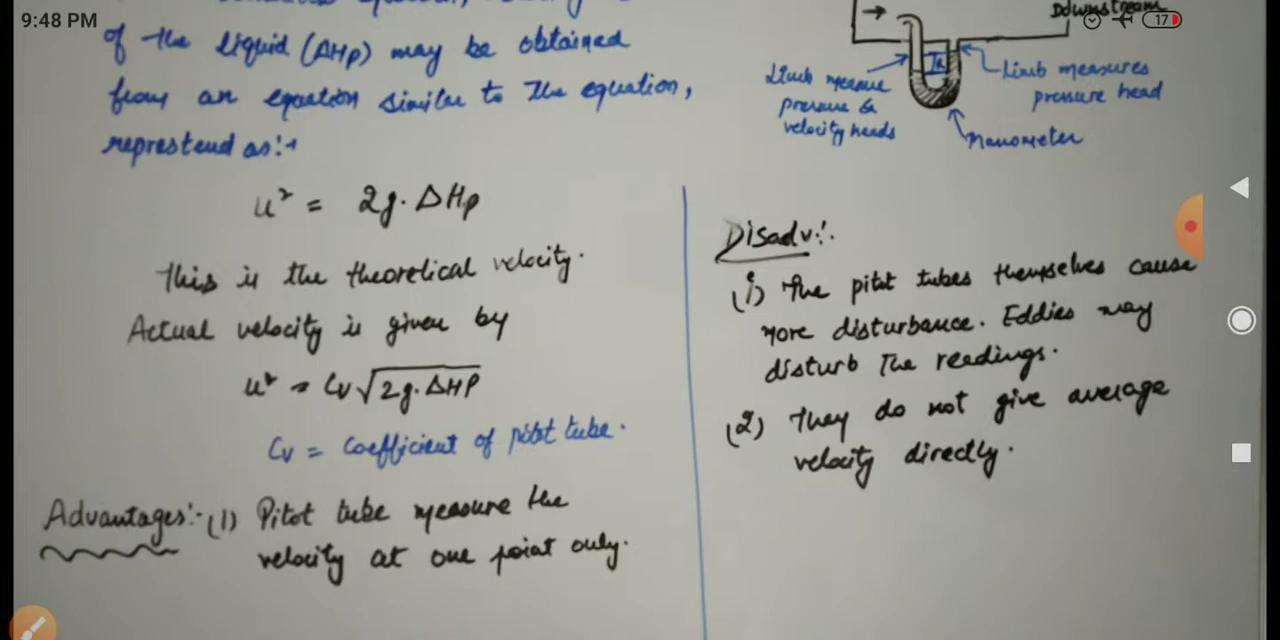 9:48 PM
17
of the liquid (ΔHp) may be obtained
from an eqaction similar to The equation,
represtend as:-
u² = 2g. ΔHp
This is the theoretical velocity.
Actual velocity is given by
u² = Cv √2g. ΔHP
Cv = coefficient of pitot tube.
Advantages:- (1) Pitot tube measure the
velocity at one point only.
Downstream
Limb measure
pressure &
velocity heads
Limb measures
pressure head
Manometer
Disadv:-
(i) The pitot tubes themselves cause
more disturbance. Eddies may
disturb The readings.
(2) They do not give average
velocity directly.